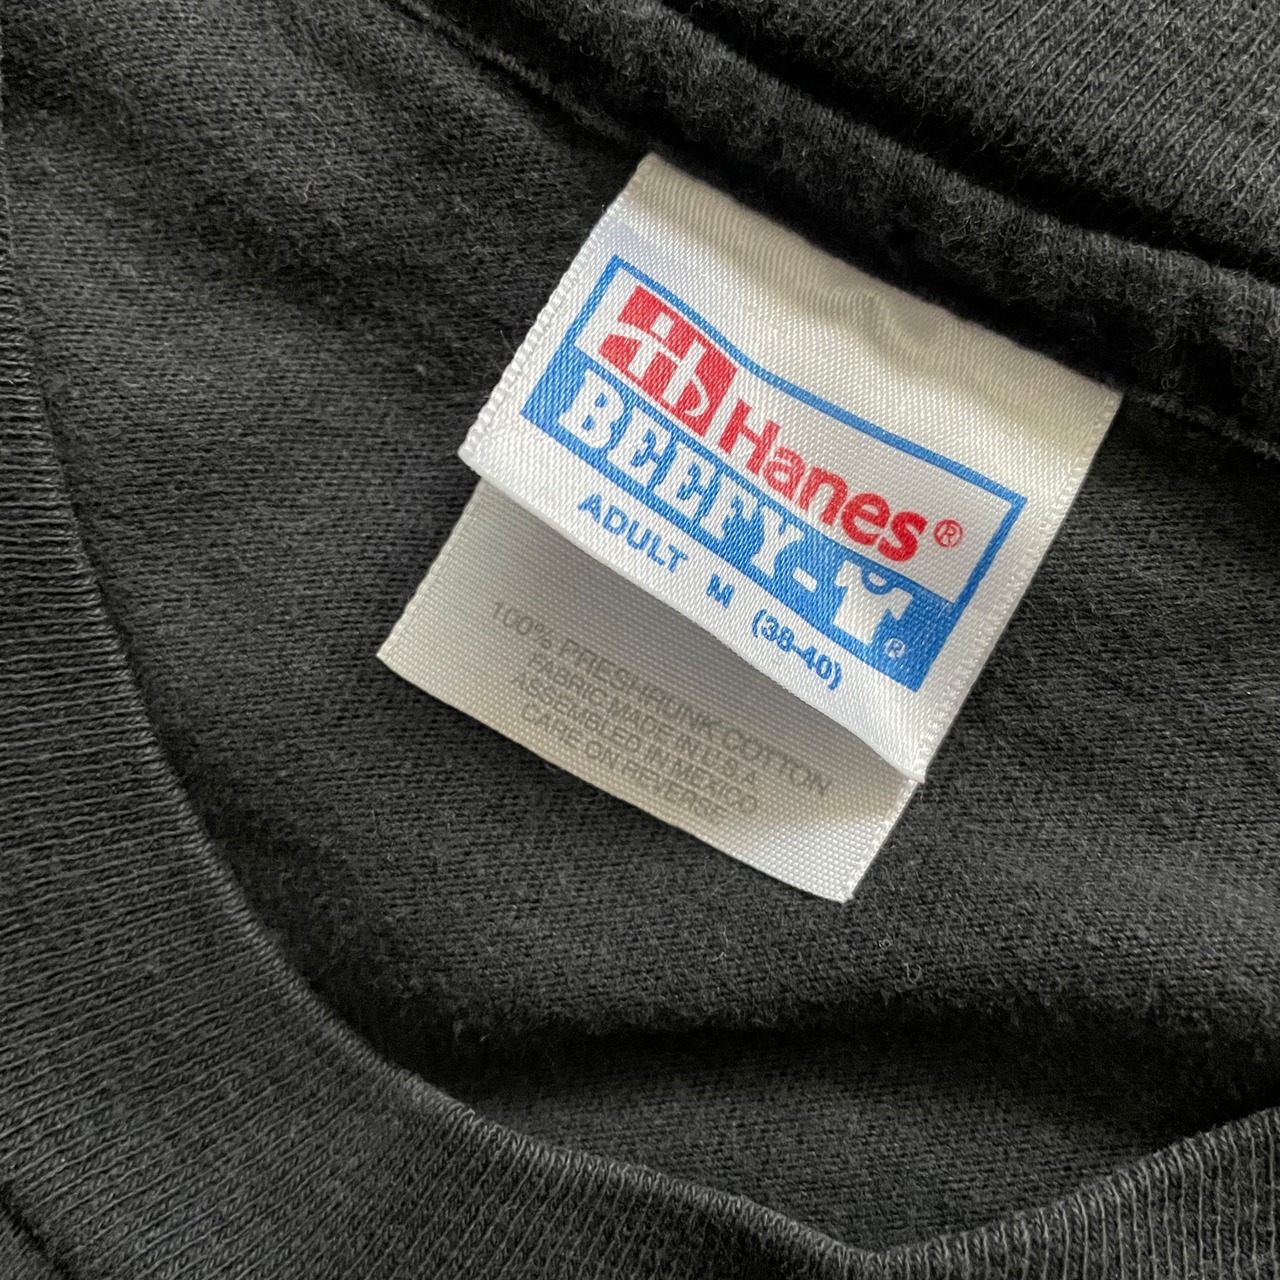 Hanes®
BEEFY-T®
ADULT M (38-40)
100% PRESHRUNK COTTON
FABRIC MADE IN U.S.A
ASSEMBLED IN MEXICO
CARE ON REVERSE